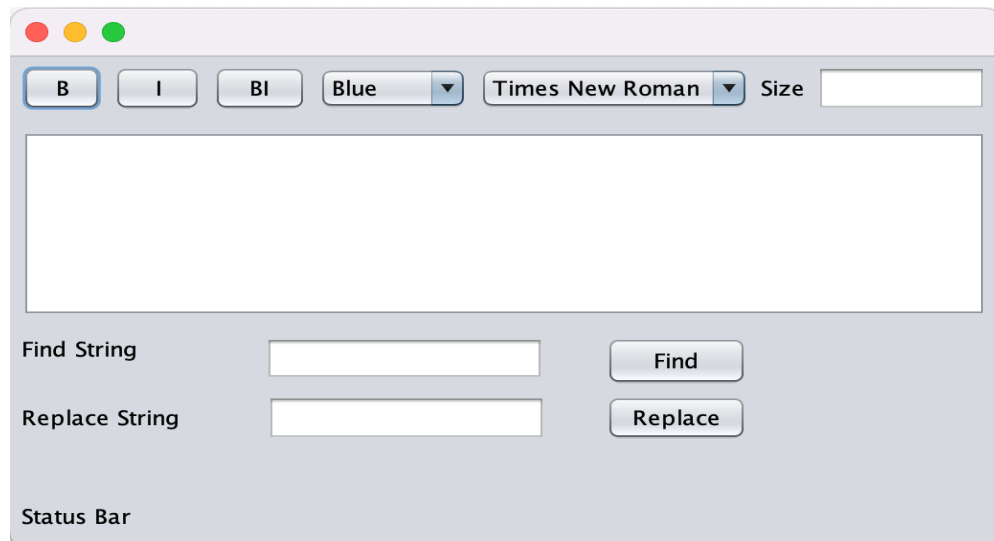 B I BI Blue Times New Roman Size
Find String Find
Replace String Replace
Status Bar